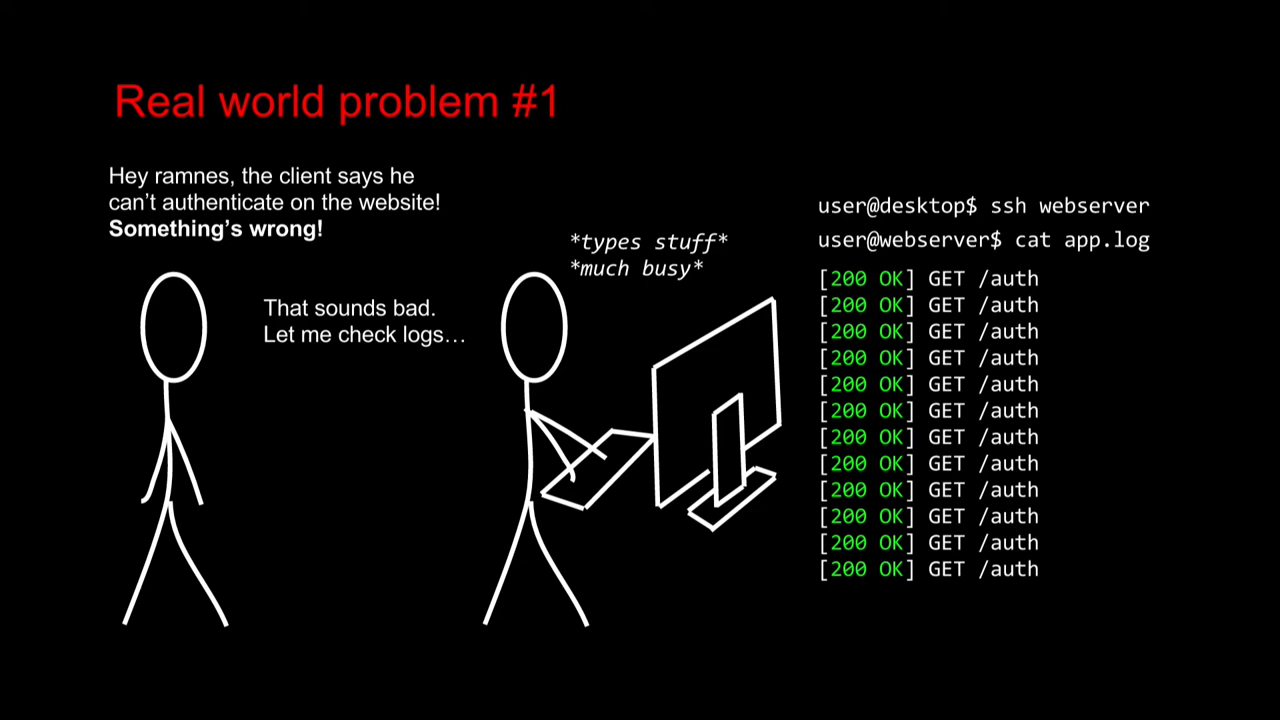 Real world problem #1
Hey ramnes, the client says he
can't authenticate on the website!
Something's wrong!
That sounds bad.
Let me check logs…
*types stuff*
*much busy*
user@desktop$ ssh webserver
user@webserver$ cat app.log
[200 OK] GET /auth
[200 OK] GET /auth
[200 OK] GET /auth
[200 OK] GET /auth
[200 OK] GET /auth
[200 OK] GET /auth
[200 OK] GET /auth
[200 OK] GET /auth
[200 OK] GET /auth
[200 OK] GET /auth
[200 OK] GET /auth
[200 OK] GET /auth